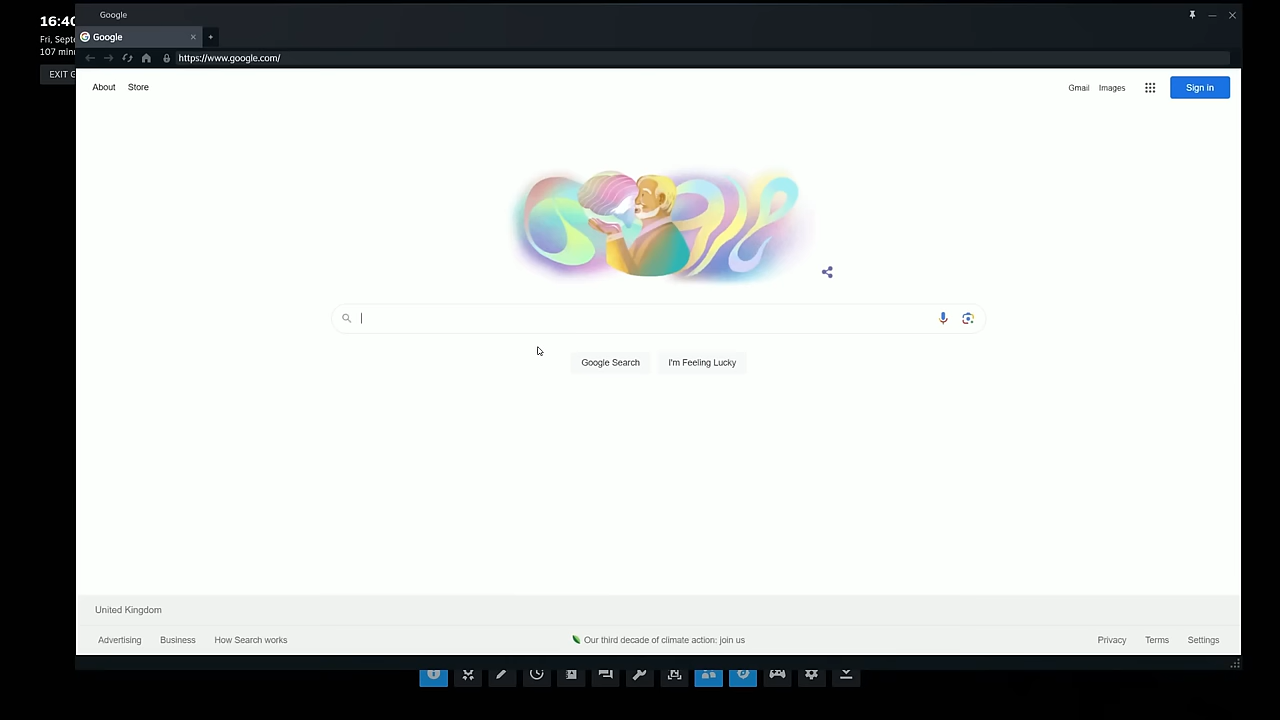 16:40
Google
Fri, Sept
107 min
EXIT G
Google
https://www.google.com/
About Store
Gmail Images Sign in
Google Search I'm Feeling Lucky
United Kingdom
Advertising Business How Search works
Our third decade of climate action: join us
Privacy Terms Settings